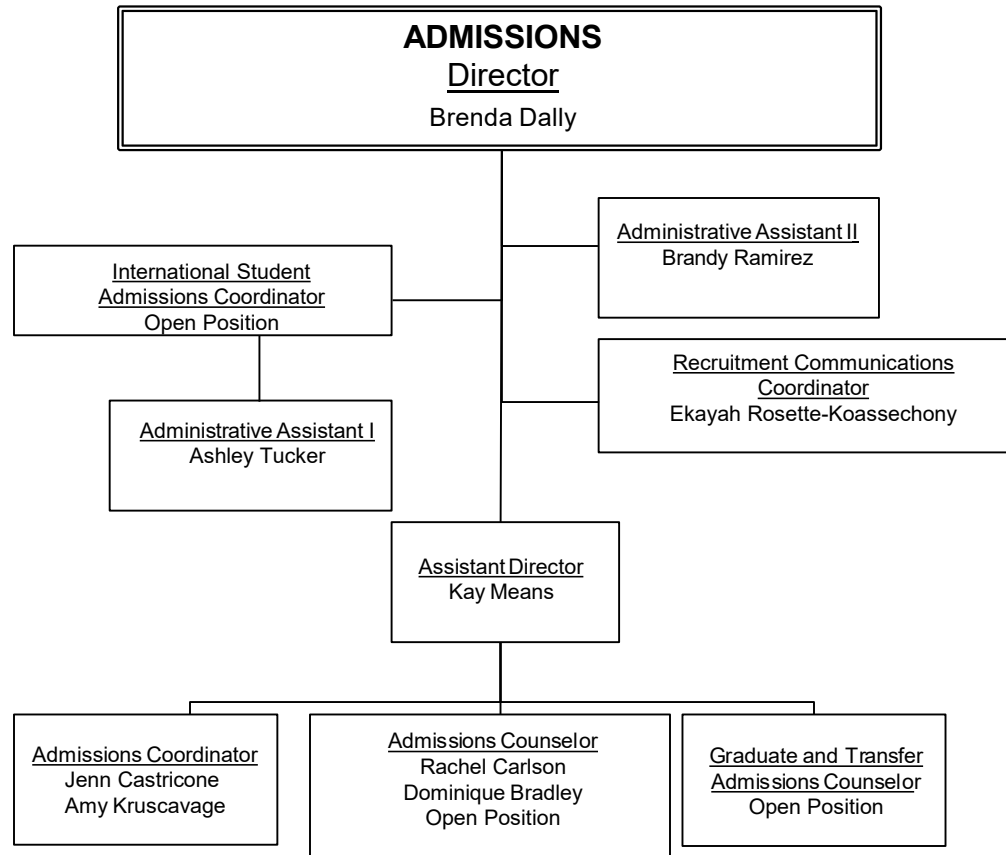 ADMISSIONS
Director
Brenda Dally
Administrative Assistant II
Brandy Ramirez
International Student
Admissions Coordinator
Open Position
Recruitment Communications
Coordinator
Ekayah Rosette-Koassechony
Administrative Assistant I
Ashley Tucker
Assistant Director
Kay Means
Admissions Coordinator
Jenn Castricone
Amy Kruscavage
Admissions Counselor
Rachel Carlson
Dominique Bradley
Open Position
Graduate and Transfer
Admissions Counselor
Open Position